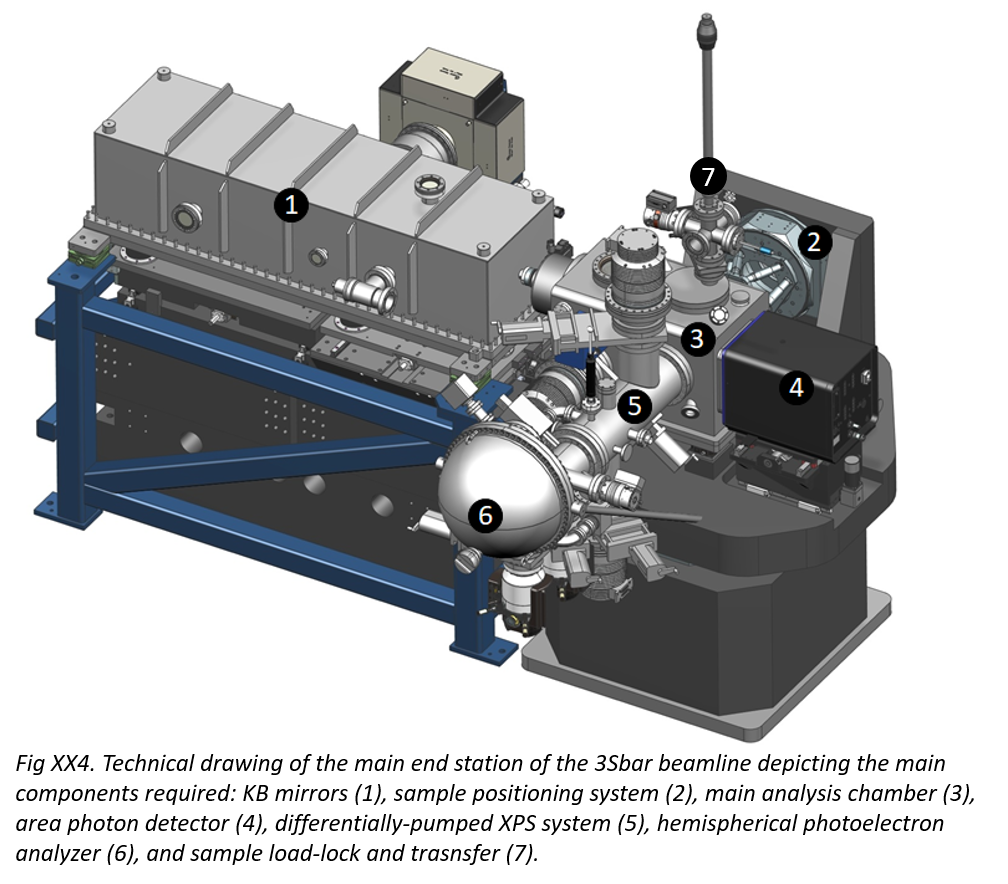 7
2
1
3
4
5
6
Fig XX4. Technical drawing of the main end station of the 3Sbar beamline depicting the main
components required: KB mirrors (1), sample positioning system (2), main analysis chamber (3),
area photon detector (4), differentially-pumped XPS system (5), hemispherical photoelectron
analyzer (6), and sample load-lock and trasnsfer (7).